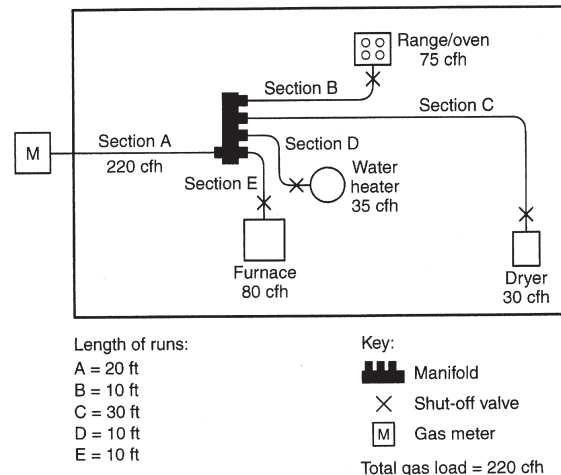 Range/oven
75 cfh
Section B
Section C
Section A
220 cfh
M
Section D
Section E
Water
heater
35 cfh
Furnace
80 cfh
Dryer
30 cfh
Length of runs:
A = 20 ft
B = 10 ft
C = 30 ft
D = 10 ft
E = 10 ft
Key:
Manifold
Shut-off valve
M Gas meter
Total gas load = 220 cfh